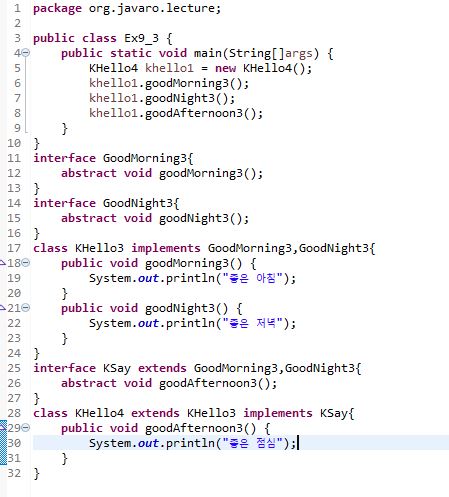 1 package org.javaro.lecture;
2
3 public class Ex9_3 {
4     public static void main(String[]args) {
5         KHello4 khello1 = new KHello4();
6         khello1.goodMorning3();
7         khello1.goodNight3();
8         khello1.goodAfternoon3();
9     }
10 }
11 interface GoodMorning3{
12     abstract void goodMorning3();
13 }
14 interface GoodNight3{
15     abstract void goodNight3();
16 }
17 class KHello3 implements GoodMorning3,GoodNight3{
18     public void goodMorning3() {
19         System.out.println("좋은 아침");
20     }
21     public void goodNight3() {
22         System.out.println("좋은 저녁");
23     }
24 }
25 interface KSay extends GoodMorning3,GoodNight3{
26     abstract void goodAfternoon3();
27 }
28 class KHello4 extends KHello3 implements KSay{
29     public void goodAfternoon3() {
30         System.out.println("좋은 점심");
31     }
32 }